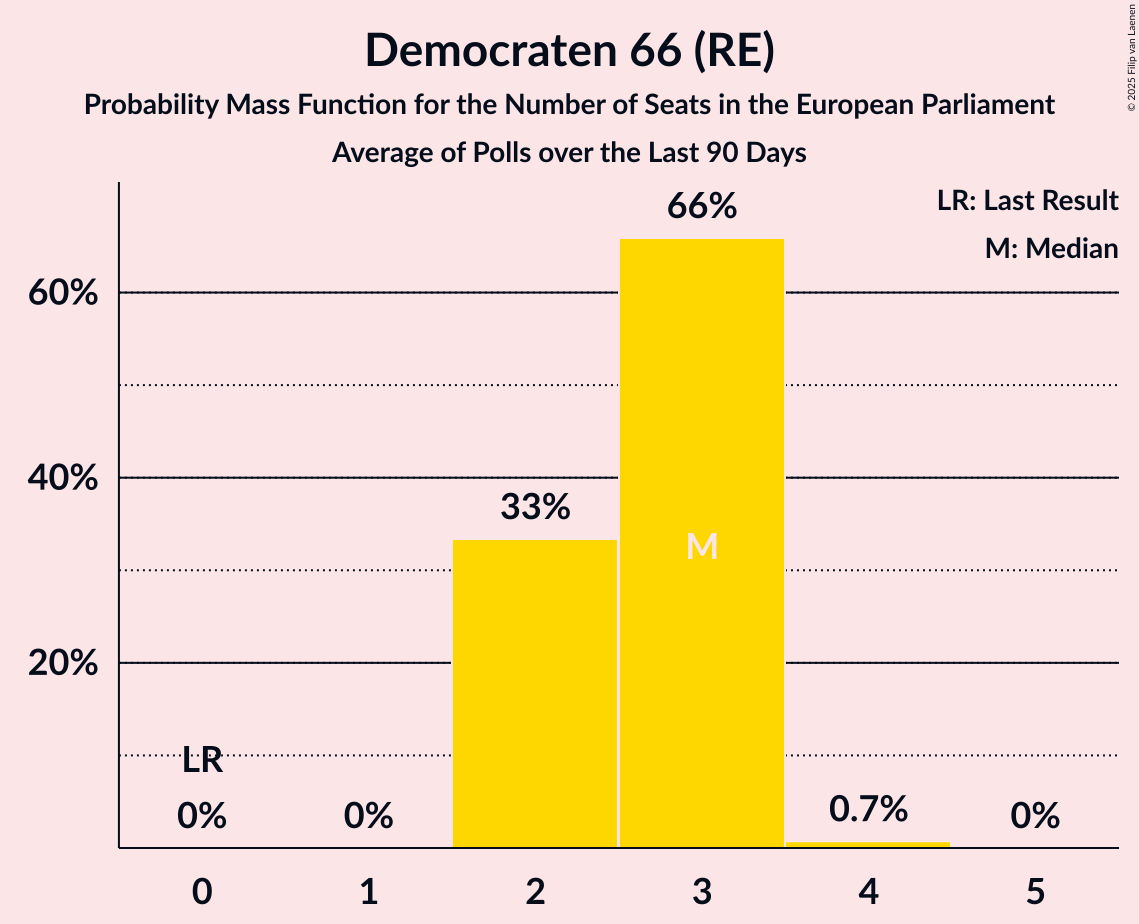 Democraten 66 (RE)
Probability Mass Function for the Number of Seats in the European Parliament
Average of Polls over the Last 90 Days
© 2025 Filip van Laenen
LR: Last Result
M: Median
66%
60%
40%
33%
M
20%
LR
0%
0%
0.7%
0%
0 1 2 3 4 5